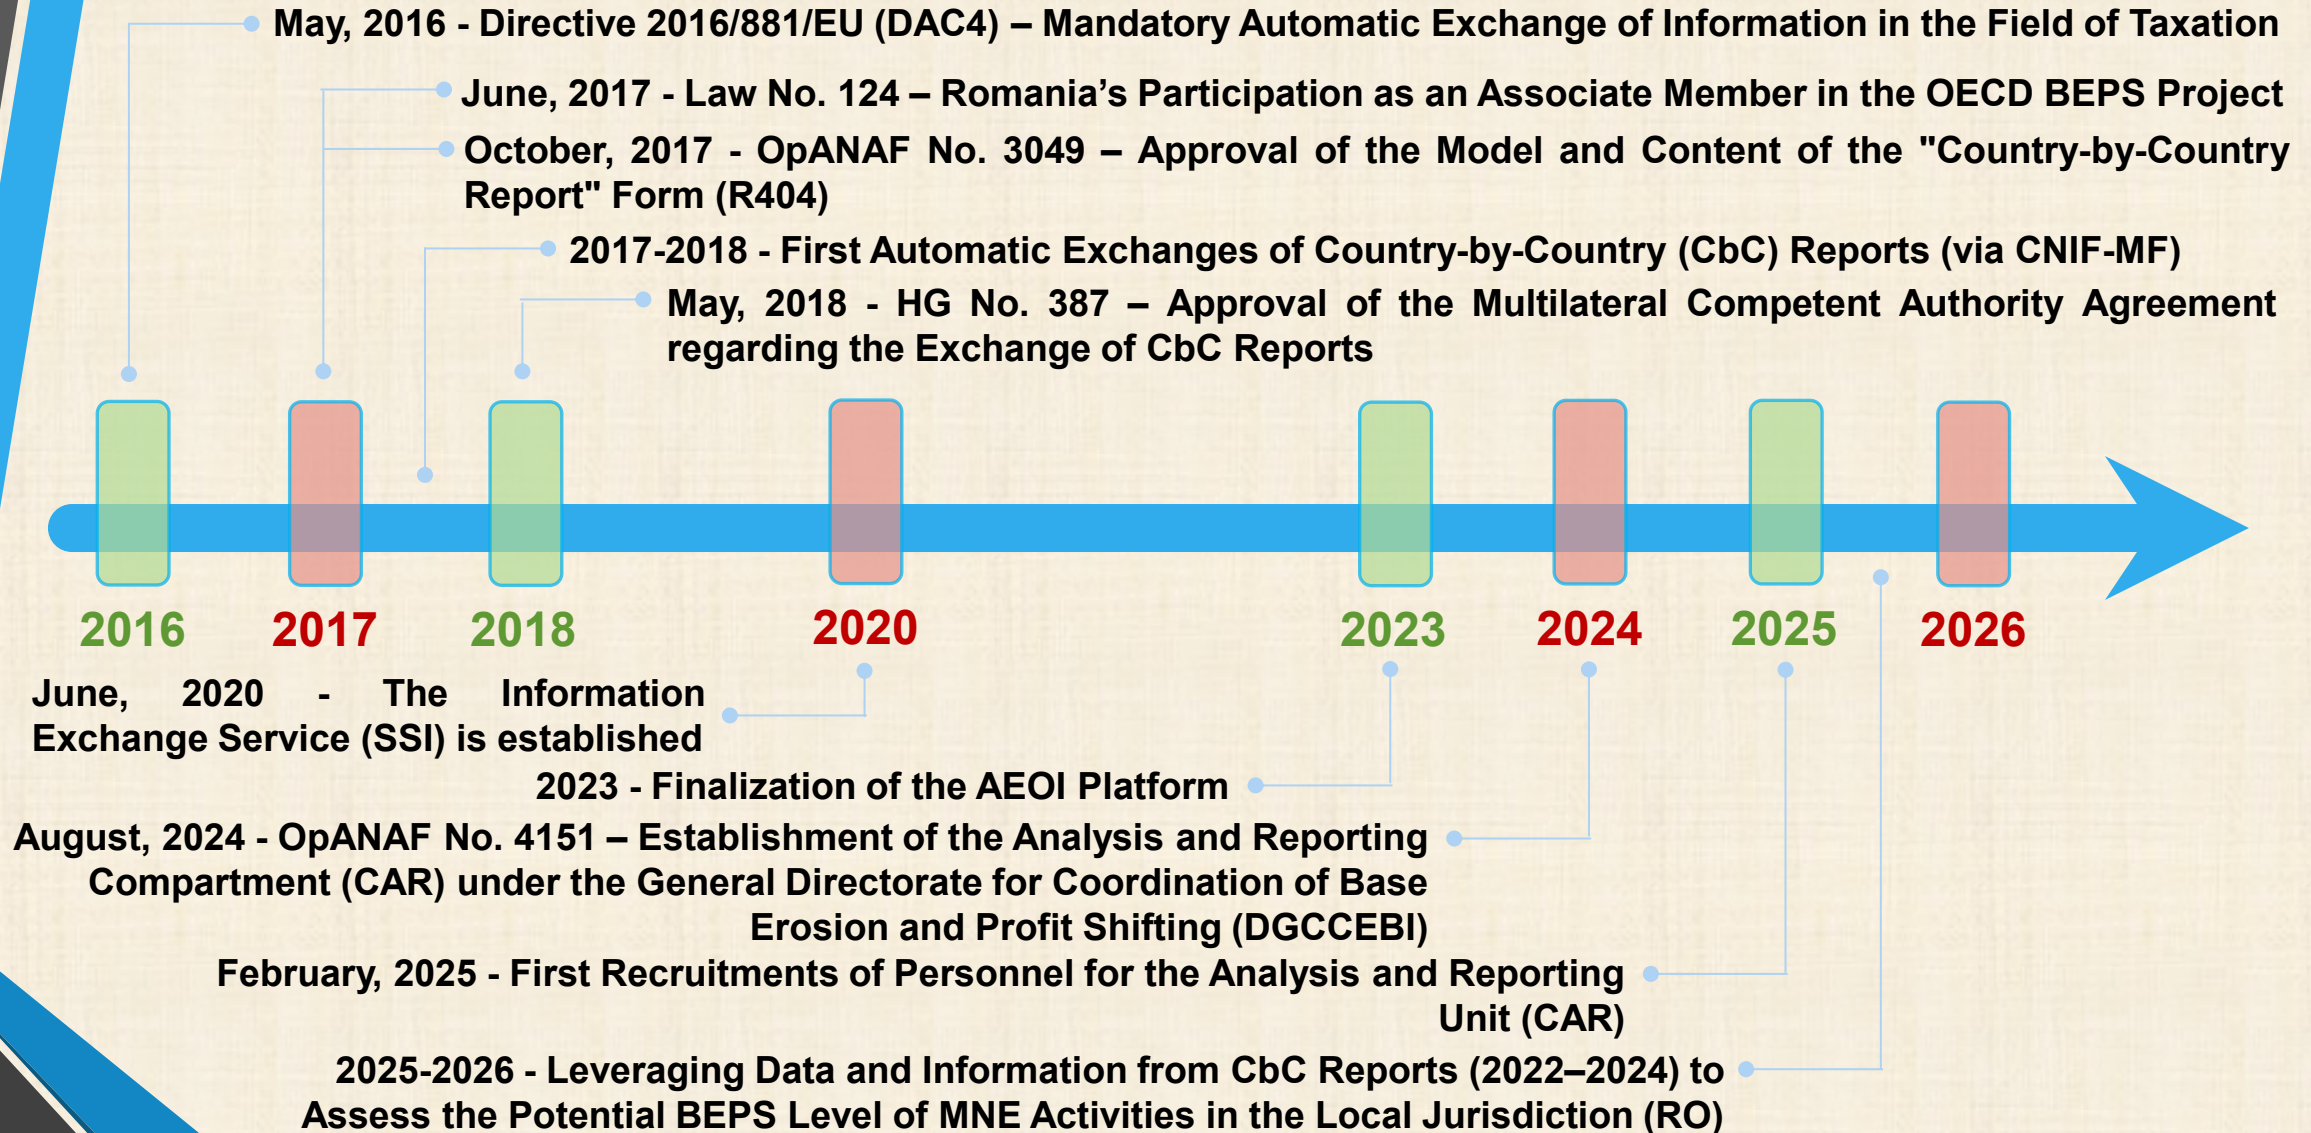 May, 2016 - Directive 2016/881/EU (DAC4) – Mandatory Automatic Exchange of Information in the Field of Taxation
June, 2017 - Law No. 124 – Romania’s Participation as an Associate Member in the OECD BEPS Project
October, 2017 - OpANAF No. 3049 – Approval of the Model and Content of the "Country-by-Country
Report" Form (R404)
2017-2018 - First Automatic Exchanges of Country-by-Country (CbC) Reports (via CNIF-MF)
May, 2018 - HG No. 387 – Approval of the Multilateral Competent Authority Agreement
regarding the Exchange of CbC Reports
2016 2017 2018 2020 2023 2024 2025 2026
June, 2020 - The Information
Exchange Service (SSI) is established
2023 - Finalization of the AEOI Platform
August, 2024 - OpANAF No. 4151 – Establishment of the Analysis and Reporting
Compartment (CAR) under the General Directorate for Coordination of Base
Erosion and Profit Shifting (DGCCEBI)
February, 2025 - First Recruitments of Personnel for the Analysis and Reporting
Unit (CAR)
2025-2026 - Leveraging Data and Information from CbC Reports (2022–2024) to
Assess the Potential BEPS Level of MNE Activities in the Local Jurisdiction (RO)